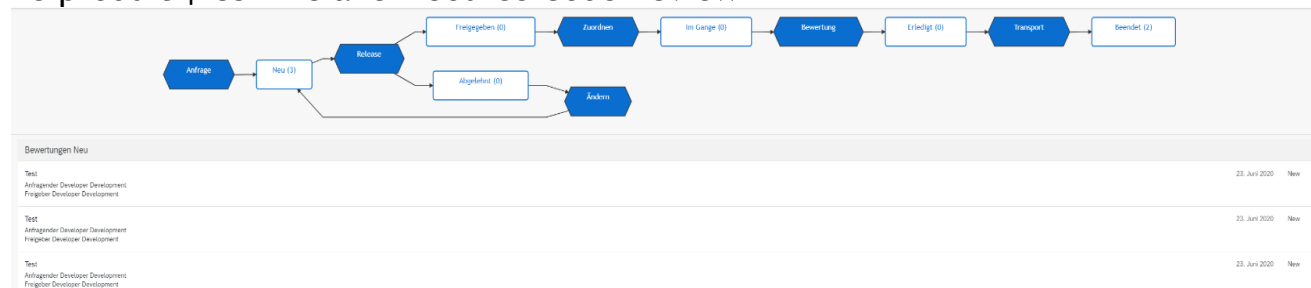 Freigegeben (0)
Zuordnen
Im Gange (0)
Bewertung
Erledigt (0)
Transport
Beendet (2)
Release
Anfrage
Neu (3)
Abgelehnt (0)
Ändern
Bewertungen Neu
Test
23. Juni 2020 New
Anfragender Developer Development
Freigeber Developer Development
Test
23. Juni 2020 New
Anfragender Developer Development
Freigeber Developer Development
Test
23. Juni 2020 New
Anfragender Developer Development
Freigeber Developer Development